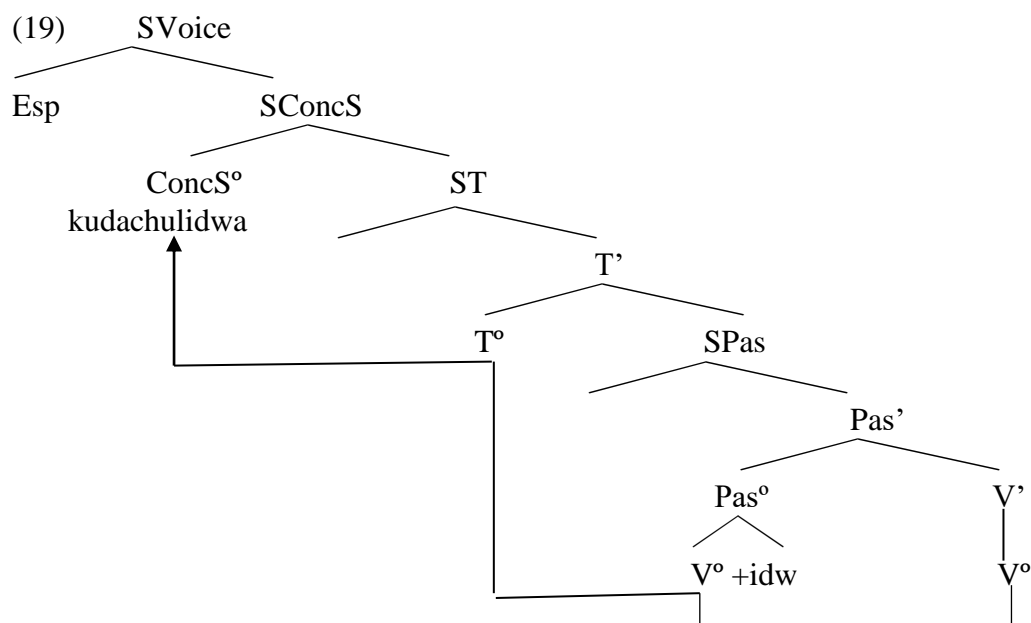 (19) SVoice
Esp SConcS
ConcSº ST
kudachulidwa
T’
Tº SPas
Pas’
Pasº V’
Vº +idw Vº